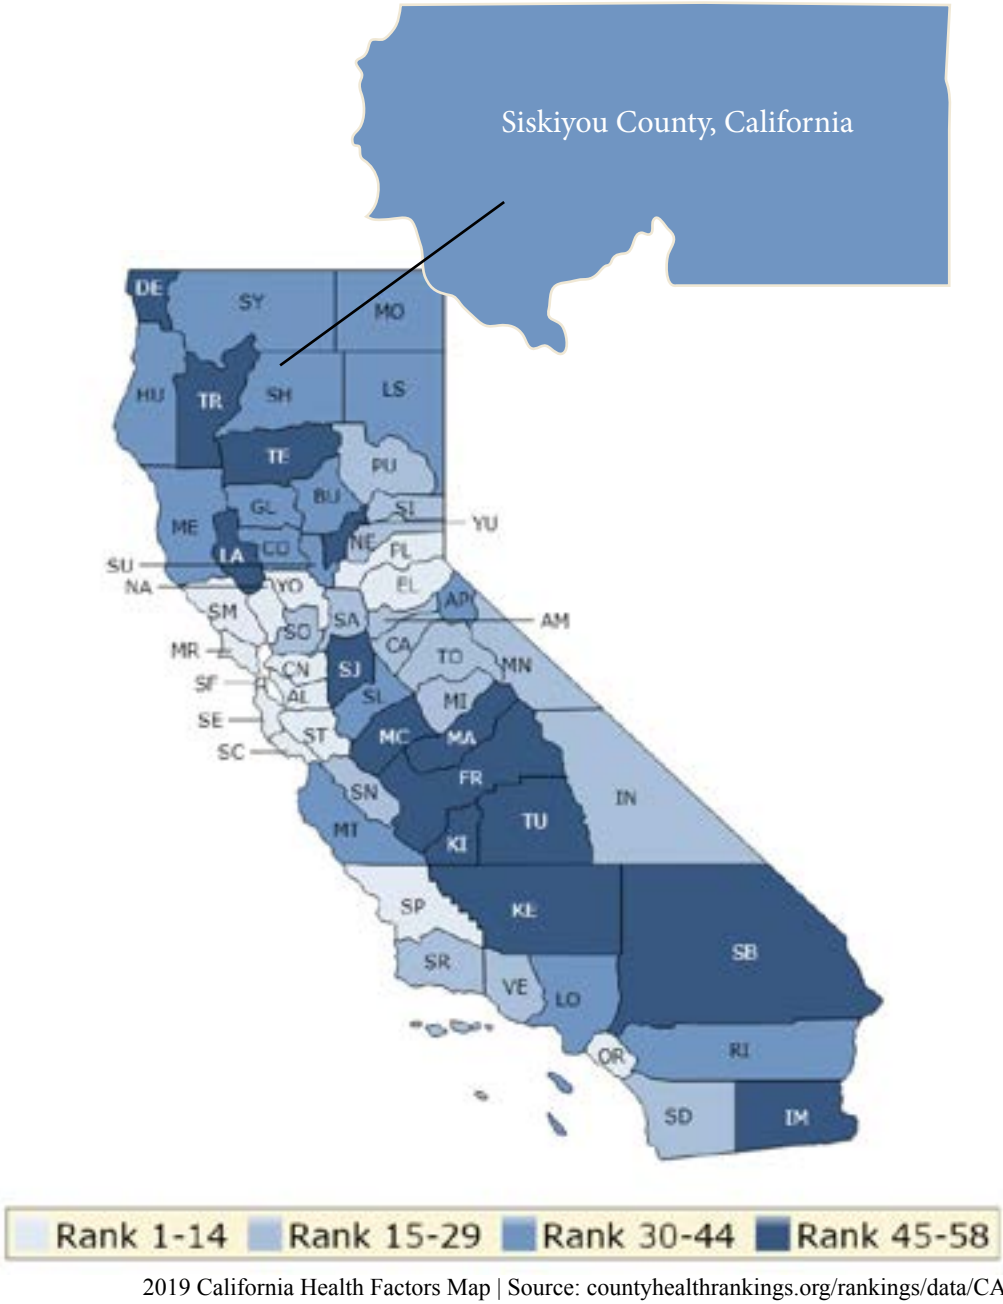 Siskiyou County, California
DE
SY
MO
HU
TR
SH
LS
TE
PU
BU
GL
SI
ME
YU
NE
LA
CO
PL
SU
NA
YO
EL
AP
SM
SA
SO
AM
CA
MR
TO
MN
CN
SJ
SF
AL
SL
MI
SE
ST
MC
MA
SC
FR
SN
IN
TU
MT
KI
SP
KE
SB
SR
VE
LO
OR
RI
SD
IM
Rank 1-14 Rank 15-29 Rank 30-44 Rank 45-58
2019 California Health Factors Map | Source: countyhealthrankings.org/rankings/data/CA